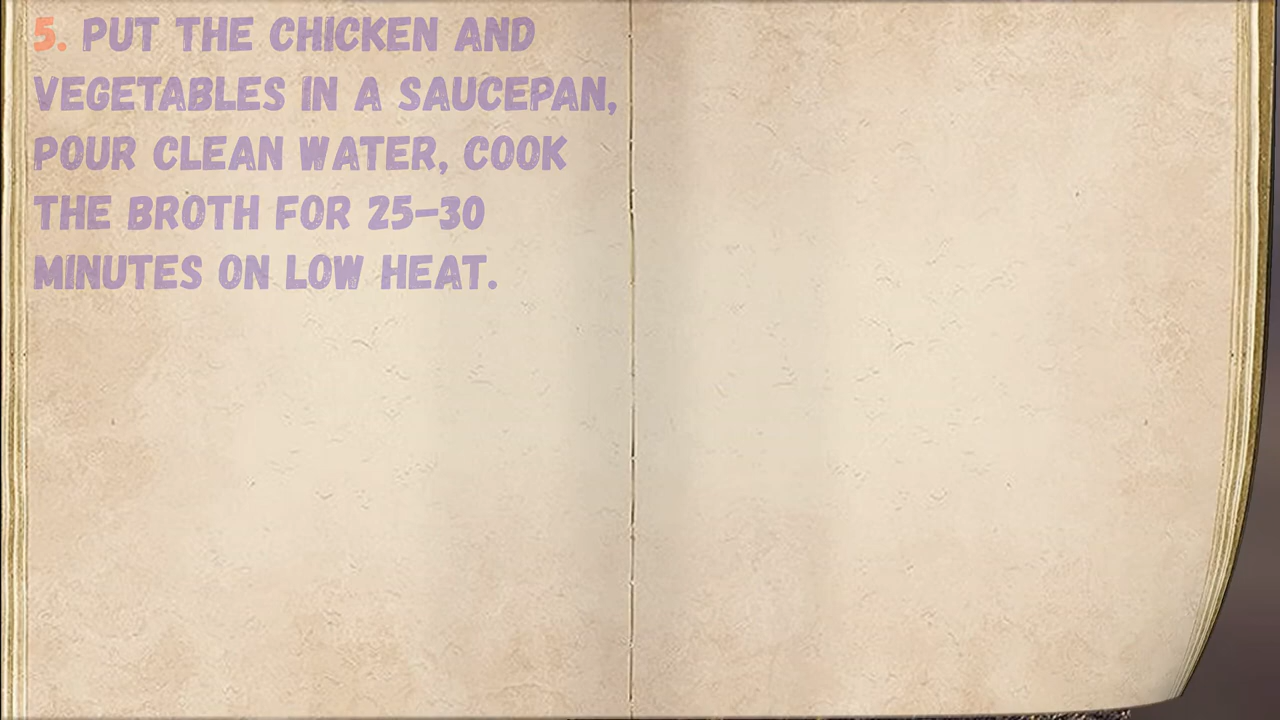 5. PUT THE CHICKEN AND
VEGETABLES IN A SAUCEPAN,
POUR CLEAN WATER, COOK
THE BROTH FOR 25-30
MINUTES ON LOW HEAT.